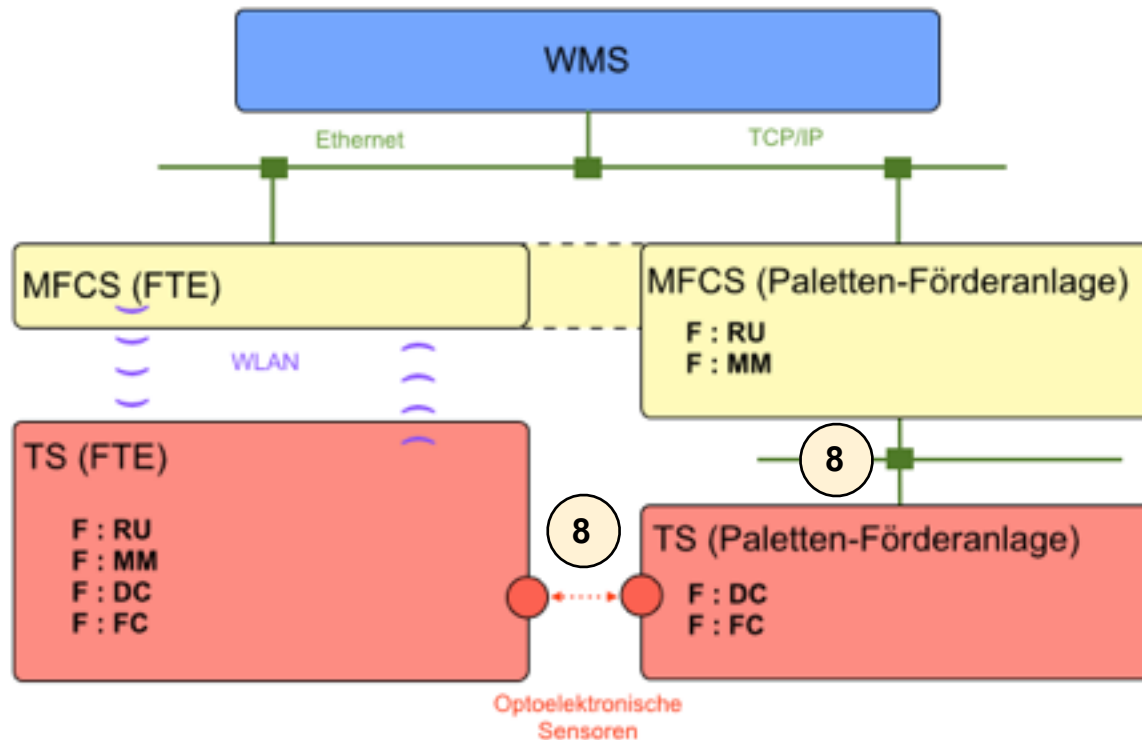 WMS
Ethernet
TCP/IP
MFCS (FTE)
MFCS (Paletten-Förderanlage)
F : RU
F : MM
WLAN
TS (FTE)
F : RU
F : MM
F : DC
F : FC
8
8
TS (Paletten-Förderanlage)
F : DC
F : FC
Optoelektronische
Sensoren